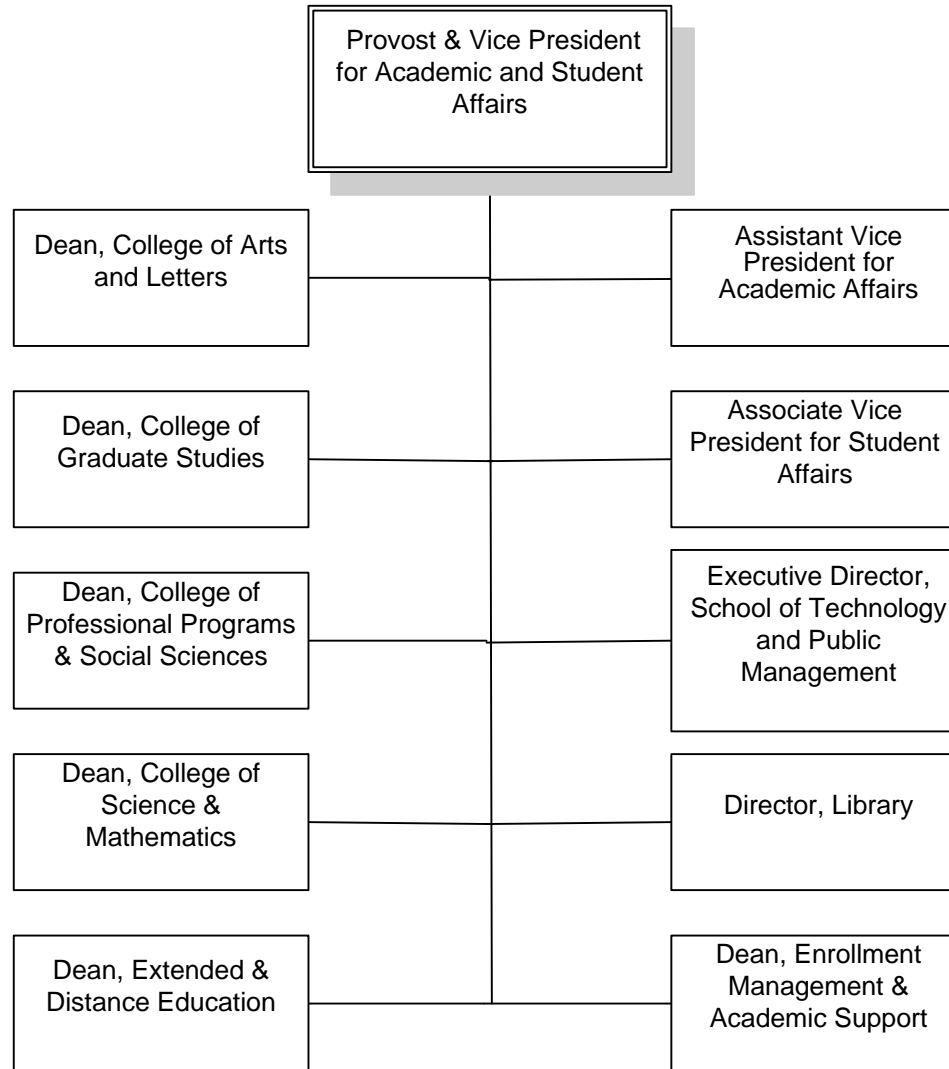 Provost & Vice President
for Academic and Student
Affairs
Dean, College of Arts
and Letters
Assistant Vice
President for
Academic Affairs
Dean, College of
Graduate Studies
Associate Vice
President for Student
Affairs
Dean, College of
Professional Programs
& Social Sciences
Executive Director,
School of Technology
and Public
Management
Dean, College of
Science &
Mathematics
Director, Library
Dean, Extended &
Distance Education
Dean, Enrollment
Management &
Academic Support